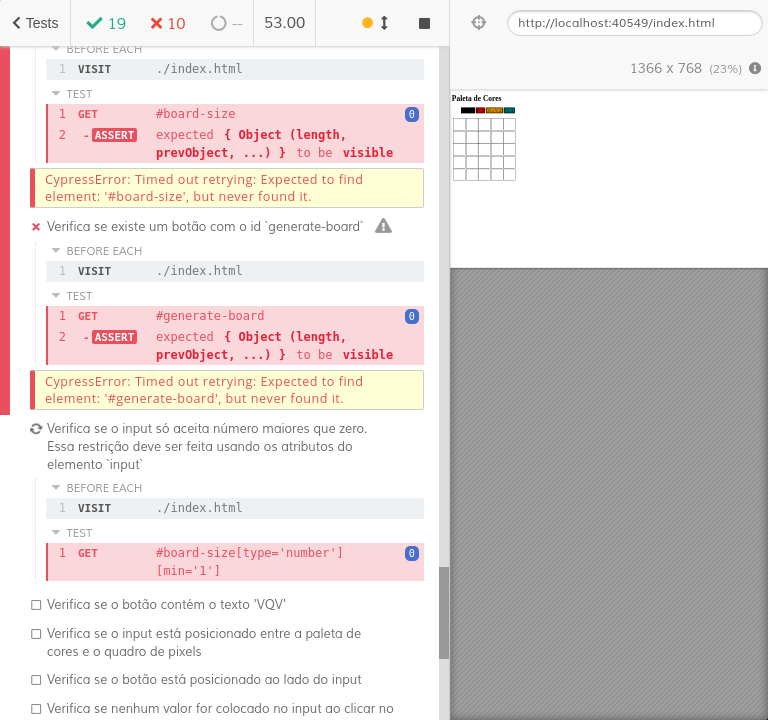 Tests 19 10 -- 53.00
http://localhost:40549/index.html
1366 x 768 (23%)
BEFORE EACH
1 VISIT ./index.html
TEST
1 GET #board-size 0
2 - ASSERT expected { Object (length,
prevObject, ...) } to be visible
CypressError: Timed out retrying: Expected to find
element: '#board-size', but never found it.
Verifica se existe um botão com o id `generate-board`
BEFORE EACH
1 VISIT ./index.html
TEST
1 GET #generate-board 0
2 - ASSERT expected { Object (length,
prevObject, ...) } to be visible
CypressError: Timed out retrying: Expected to find
element: '#generate-board', but never found it.
Verifica se o input só aceita número maiores que zero.
Essa restrição deve ser feita usando os atributos do
elemento `input`
BEFORE EACH
1 VISIT ./index.html
TEST
1 GET #board-size[type='number'] 0
[min='1']
Verifica se o botão contém o texto 'VQV'
Verifica se o input está posicionado entre a paleta de
cores e o quadro de pixels
Verifica se o botão está posicionado ao lado do input
Verifica se nenhum valor for colocado no input ao clicar no
Paleta de Cores